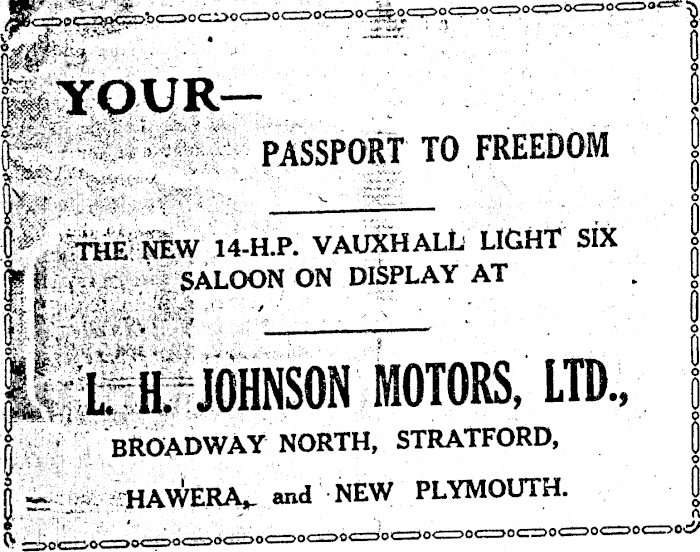 YOUR—
PASSPORT TO FREEDOM
THE NEW 14-H.P. VAUXHALL LIGHT SIX
SALOON ON DISPLAY AT
L. H. JOHNSON MOTORS, LTD.,
BROADWAY NORTH, STRATFORD,
HAWERA, and NEW PLYMOUTH.